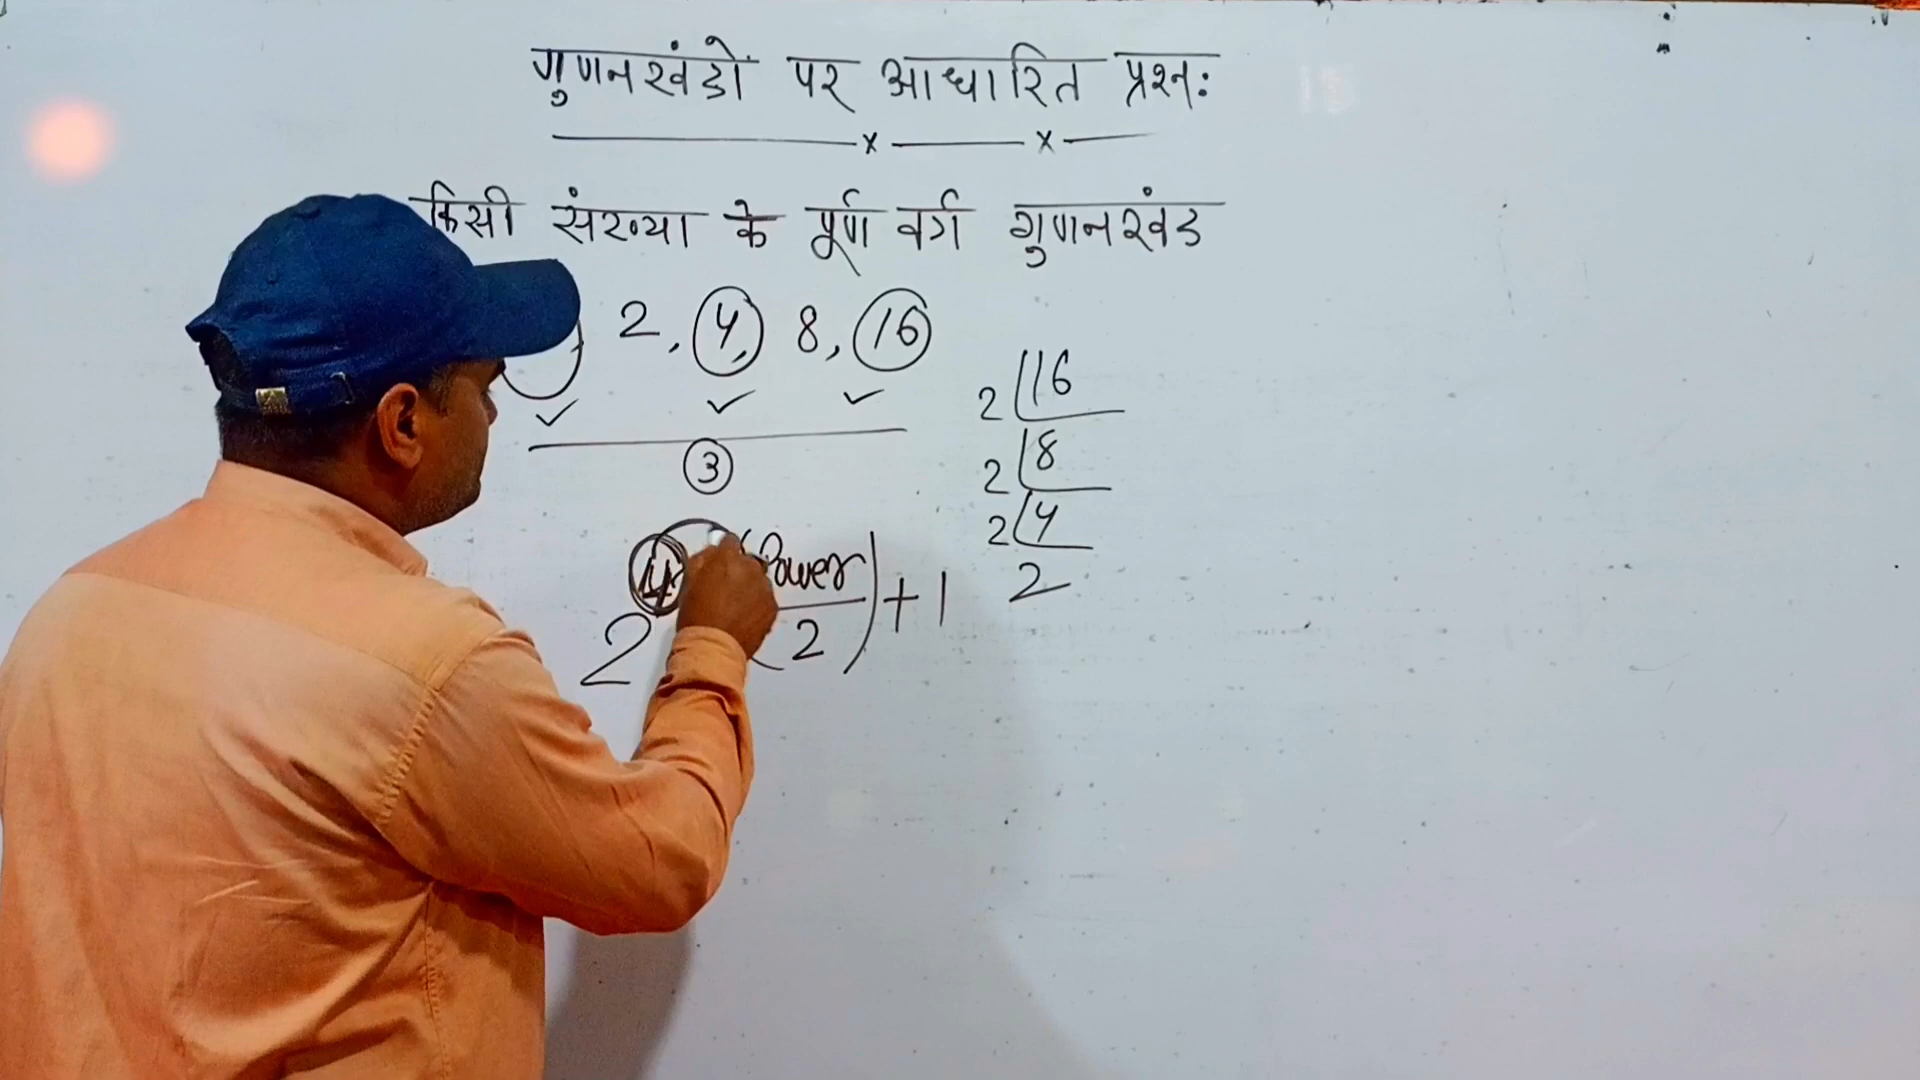 गुणनखंडों पर आधारित प्रश्न:
किसी संख्या के पूर्ण वर्ग गुणनखंड
2, 4, 8, 16
3
2 16
2 8
2 4
2
2^4 (Power/2) + 1